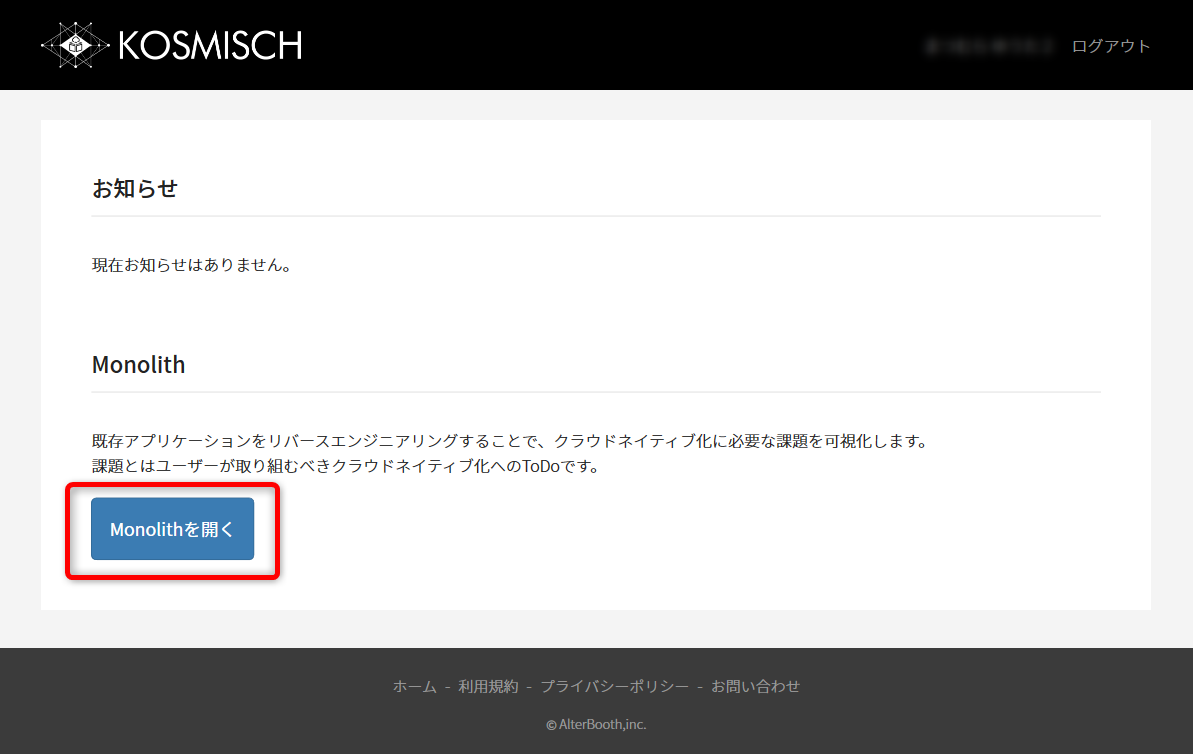 KOSMISCH
ログアウト
お知らせ
現在お知らせはありません。
Monolith
既存アプリケーションをリバースエンジニアリングすることで、クラウドネイティブ化に必要な課題を可視化します。
課題とはユーザーが取り組むべきクラウドネイティブ化へのToDoです。
Monolithを開く
ホーム - 利用規約 - プライバシーポリシー - お問い合わせ
© AlterBooth,inc.